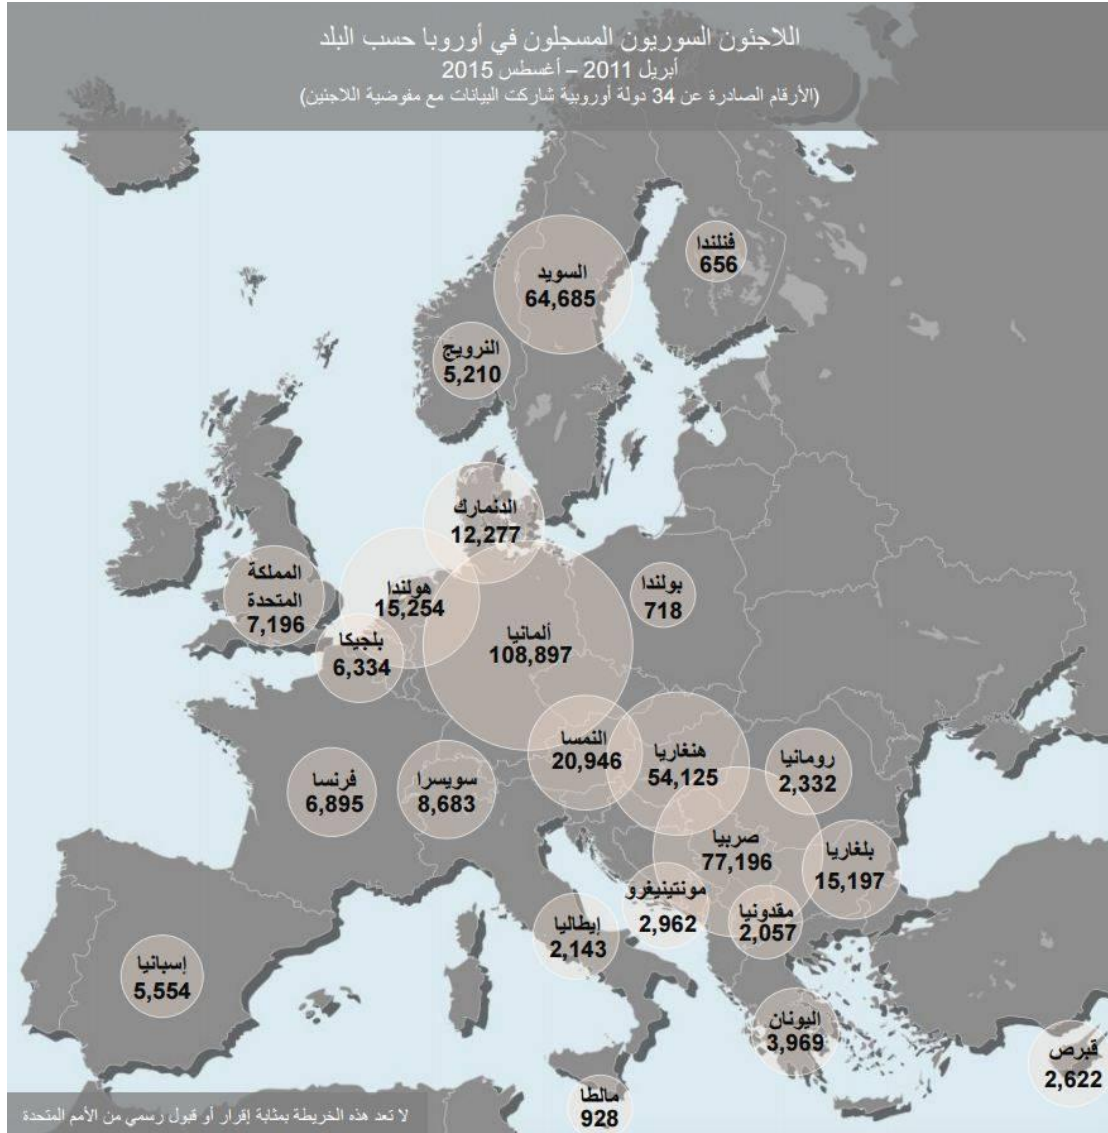 اللاجئون السوريون المسجلون في أوروبا حسب البلد
أبريل 2011 – أغسطس 2015
(الأرقام الصادرة عن 34 دولة أوروبية شاركت البيانات مع مفوضية اللاجئين)
فنلندا
656
السويد
64,685
النرويج
5,210
الدنمارك
12,277
المملكة
المتحدة
7,196
هولندا
15,254
بولندا
718
بلجيكا
6,334
ألمانيا
108,897
النمسا
20,946
هنغاريا
54,125
رومانيا
2,332
فرنسا
6,895
سويسرا
8,683
صربيا
77,196
بلغاريا
15,197
مونتينيغرو
2,962
مقدونيا
2,057
إيطاليا
2,143
إسبانيا
5,554
اليونان
3,969
قبرص
2,622
مالطا
928
لا تعد هذه الخريطة بمثابة إقرار أو قبول رسمي من الأمم المتحدة